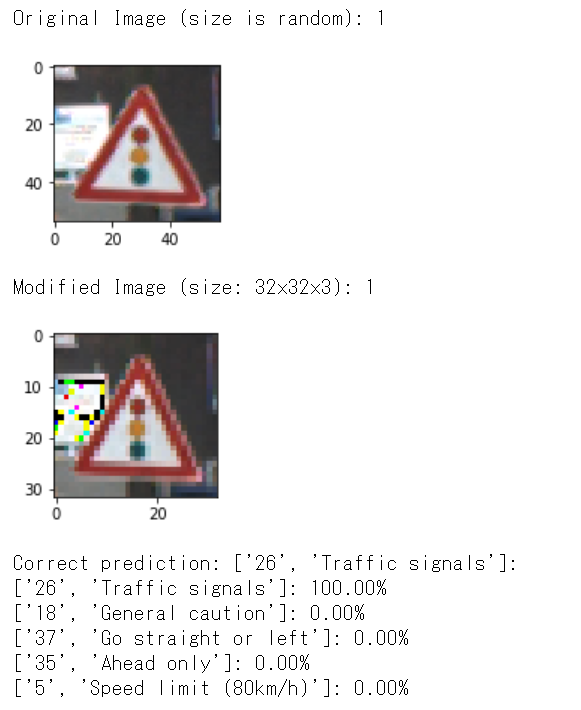 Original Image (size is random): 1
0
20
40
0 20 40
Modified Image (size: 32x32x3): 1
0
10
20
30
0 20
Correct prediction: ['26', 'Traffic signals']:
['26', 'Traffic signals']: 100.00%
['18', 'General caution']: 0.00%
['37', 'Go straight or left']: 0.00%
['35', 'Ahead only']: 0.00%
['5', 'Speed limit (80km/h)']: 0.00%